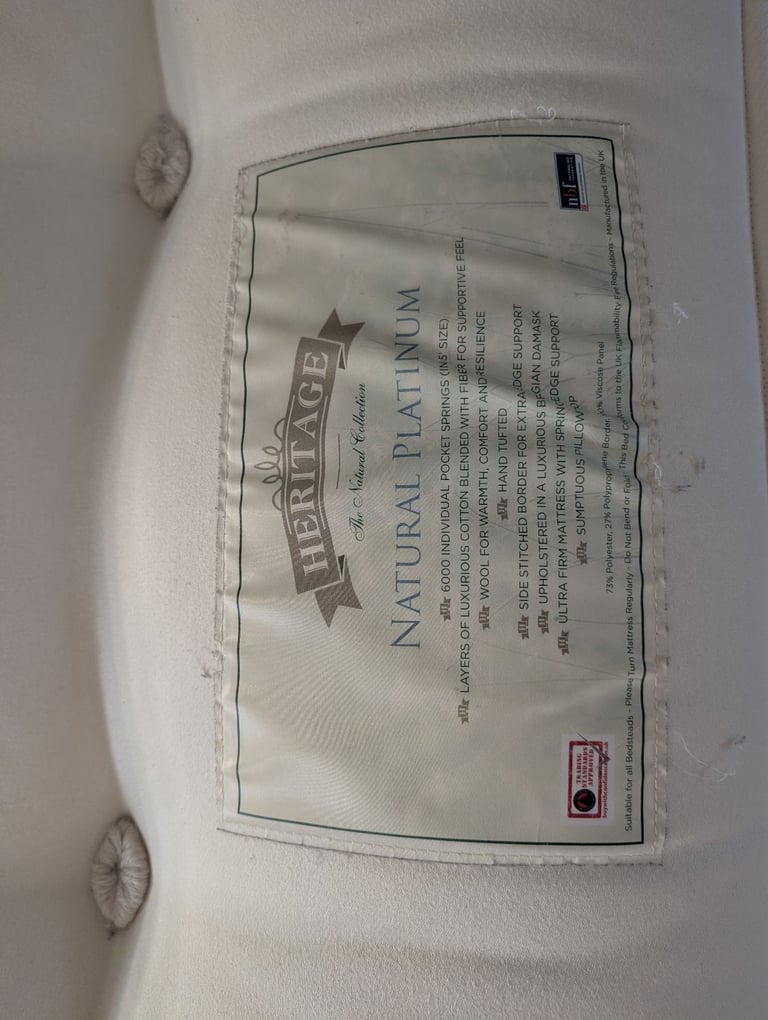 HERITAGE
The Natural Collection
NATURAL PLATINUM
6000 INDIVIDUAL POCKET SPRINGS (IN5' SIZE)
LAYERS OF LUXURIOUS COTTON BLENDED WITH FIBER FOR SUPPORTIVE FEEL
WOOL FOR WARMTH, COMFORT AND RESILIENCE
HAND TUFTED
SIDE STITCHED BORDER FOR EXTRA EDGE SUPPORT
UPHOLSTERED IN A LUXURIOUS BELGIAN DAMASK
ULTRA FIRM MATTRESS WITH SPRING EDGE SUPPORT
SUMPTUOUS PILLOWTOP
73% Polyester, 27% Polypropylene Border, Viscose Panel
Suitable for all Bedsteads - Please Turn Mattress Regularly - Do Not Bend or Fold. This Bed Conforms to the UK Flammability Fire Regulations - Manufactured in the UK
TRADING
STANDARDS
APPROVED
nbf